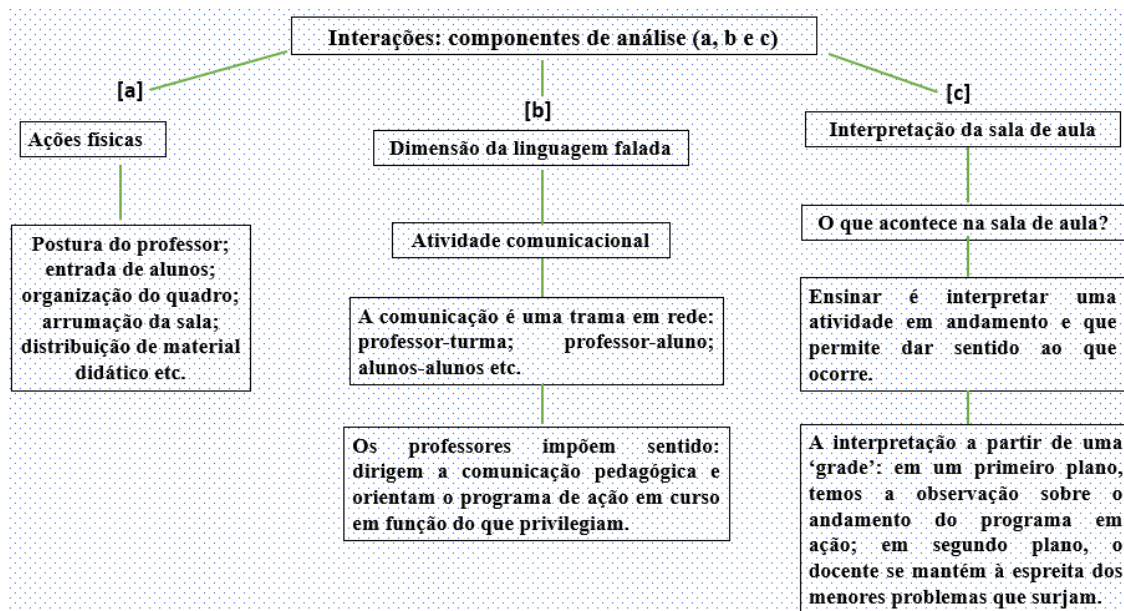 Interações: componentes de análise (a, b e c)
[a]
Ações físicas
Postura do professor;
entrada de alunos;
organização do quadro;
arrumação da sala;
distribuição de material
didático etc.
[b]
Dimensão da linguagem falada
Atividade comunicacional
A comunicação é uma trama em rede:
professor-turma; professor-aluno;
alunos-alunos etc.
Os professores impõem sentido:
dirigem a comunicação pedagógica e
orientam o programa de ação em curso
em função do que privilegiam.
[c]
Interpretação da sala de aula
O que acontece na sala de aula?
Ensinar é interpretar uma
atividade em andamento e que
permite dar sentido ao que
ocorre.
A interpretação a partir de uma
‘grade’: em um primeiro plano,
temos a observação sobre o
andamento do programa em
ação; em segundo plano, o
docente se mantém à espreita dos
menores problemas que surjam.